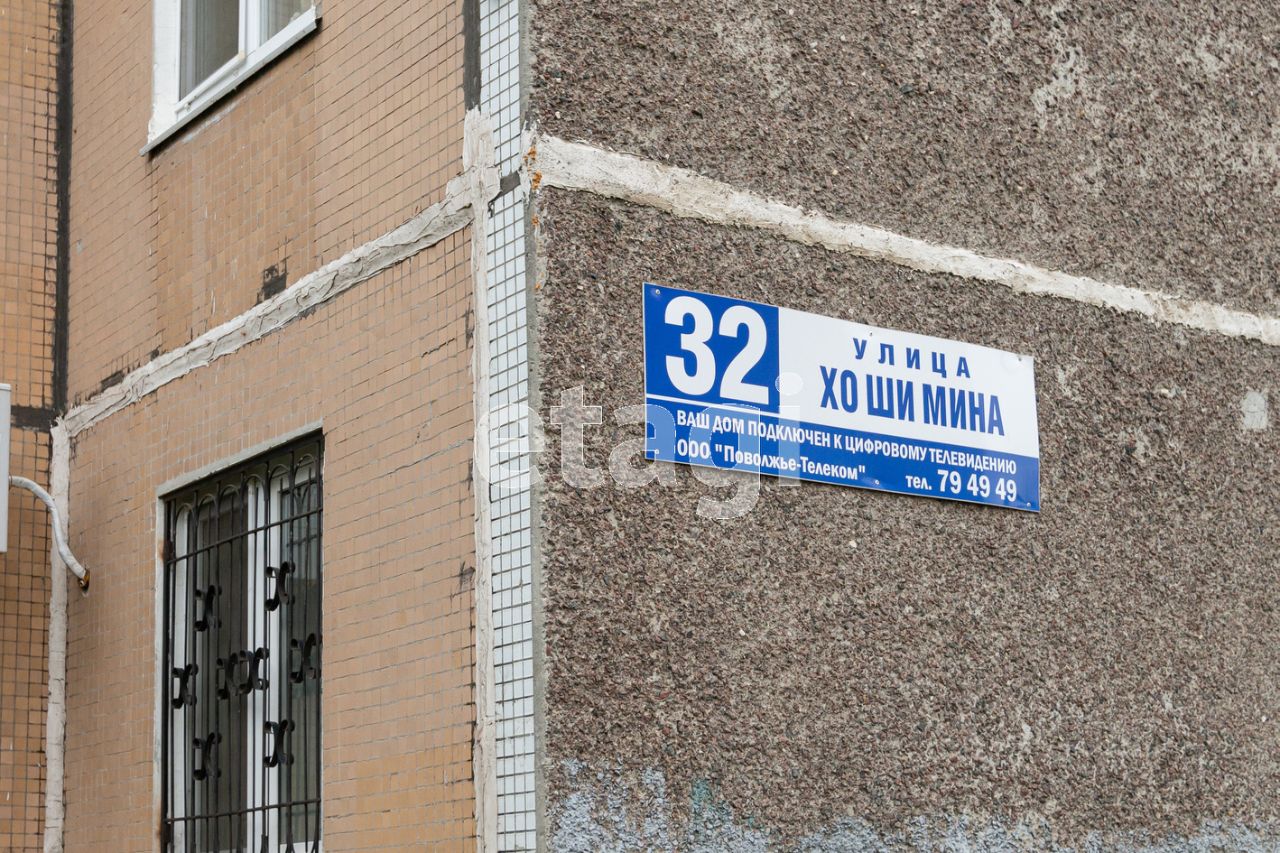 32
УЛИЦА
ХО ШИ МИНА
ВАШ ДОМ ПОДКЛЮЧЕН К ЦИФРОВОМУ ТЕЛЕВИДЕНИЮ
ООО "Поволжье-Телеком" тел. 79 49 49
etagi